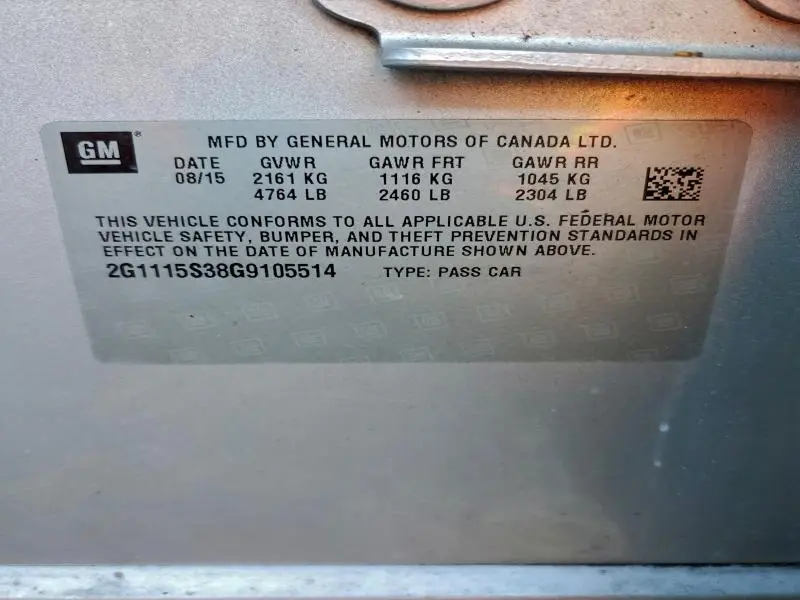 GM®
MFD BY GENERAL MOTORS OF CANADA LTD.
DATE GVWR GAWR FRT GAWR RR
08/15 2161 KG 1116 KG 1045 KG
4764 LB 2460 LB 2304 LB
THIS VEHICLE CONFORMS TO ALL APPLICABLE U.S. FEDERAL MOTOR
VEHICLE SAFETY, BUMPER, AND THEFT PREVENTION STANDARDS IN
EFFECT ON THE DATE OF MANUFACTURE SHOWN ABOVE.
2G1115S38G9105514 TYPE: PASS CAR